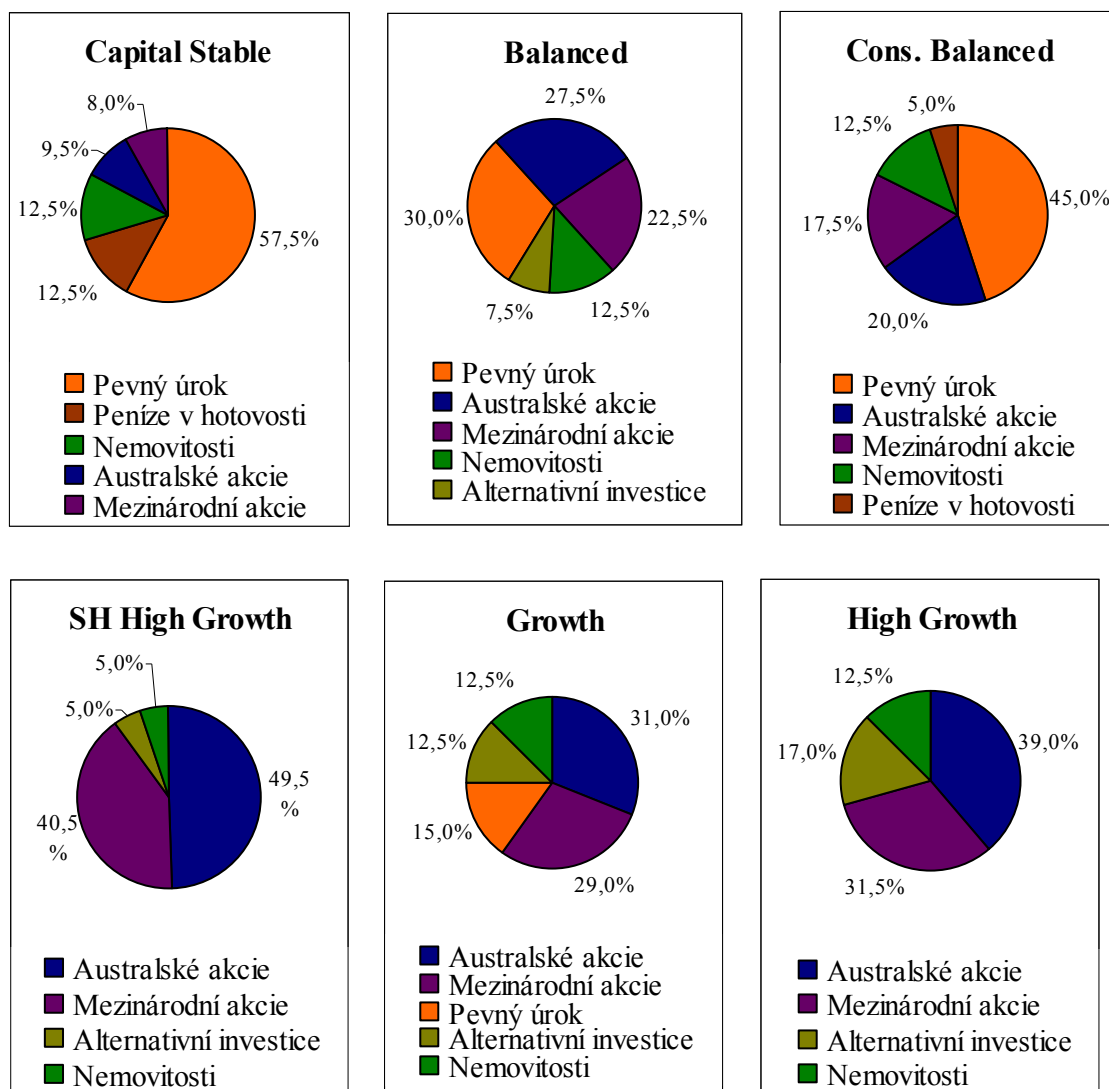 Capital Stable
8,0%
9,5%
12,5%
57,5%
12,5%
Pevný úrok
Peníze v hotovosti
Nemovitosti
Australské akcie
Mezinárodní akcie
Balanced
27,5%
30,0%
22,5%
7,5%
12,5%
Pevný úrok
Australské akcie
Mezinárodní akcie
Nemovitosti
Alternativní investice
Cons. Balanced
5,0%
12,5%
45,0%
17,5%
20,0%
Pevný úrok
Australské akcie
Mezinárodní akcie
Nemovitosti
Peníze v hotovosti
SH High Growth
5,0%
5,0%
49,5
%
40,5
%
Australské akcie
Mezinárodní akcie
Alternativní investice
Nemovitosti
Growth
12,5%
31,0%
12,5%
15,0%
29,0%
Australské akcie
Mezinárodní akcie
Pevný úrok
Alternativní investice
Nemovitosti
High Growth
12,5%
39,0%
17,0%
31,5%
Australské akcie
Mezinárodní akcie
Alternativní investice
Nemovitosti